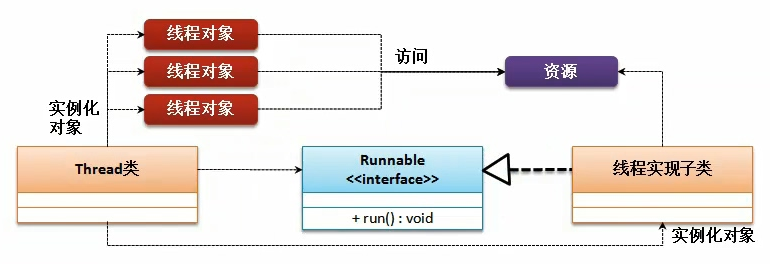 线程对象
线程对象
线程对象
访问
资源
实例化
对象
Thread类
Runnable
<<interface>>
+ run() : void
线程实现子类
实例化对象